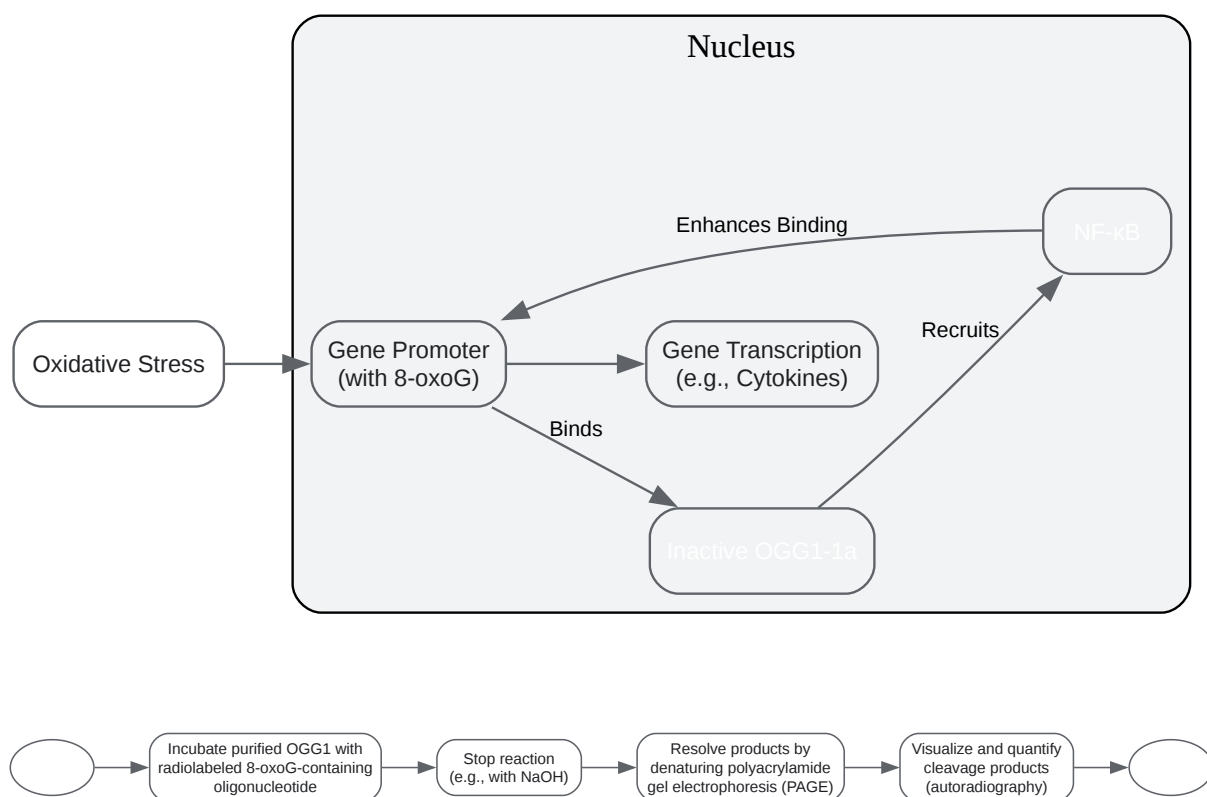 Nucleus
Enhances Binding
NF-κB
Recruits
Oxidative Stress
Gene Promoter
(with 8-oxoG)
Gene Transcription
(e.g., Cytokines)
Binds
Inactive OGG1-1a
Incubate purified OGG1 with
radiolabeled 8-oxoG-containing
oligonucleotide
Stop reaction
(e.g., with NaOH)
Resolve products by
denaturing polyacrylamide
gel electrophoresis (PAGE)
Visualize and quantify
cleavage products
(autoradiography)